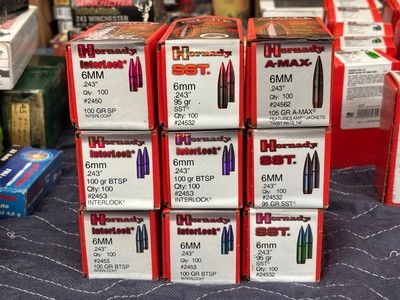 243 WINCHESTER
Hornady
InterLock
6MM
.243"
Qty: 100
#2450
100 GR SP
INTERLOCK
Hornady
SST.
6mm
.243"
95 gr
SST
Qty: 100
#24532
Hornady
A-MAX.
6MM
.243"
Qty: 100
#24562
105 GR A-MAX
Hornady
InterLock
6mm
.243"
100 gr BTSP
Qty: 100
#2453
INTERLOCK
Hornady
InterLock
6mm
.243"
100 gr BTSP
Qty: 100
#2453
INTERLOCK
Hornady
SST.
6MM
.243"
Qty: 100
#24532
95 GR SST
Hornady
InterLock
6MM
.243"
Qty: 100
#2453
100 GR BTSP
INTERLOCK
Hornady
InterLock
6MM
.243"
Qty: 100
#2453
100 GR BTSP
INTERLOCK
Hornady
SST.
6mm
.243"
95 gr
SST
Qty: 100
#24532